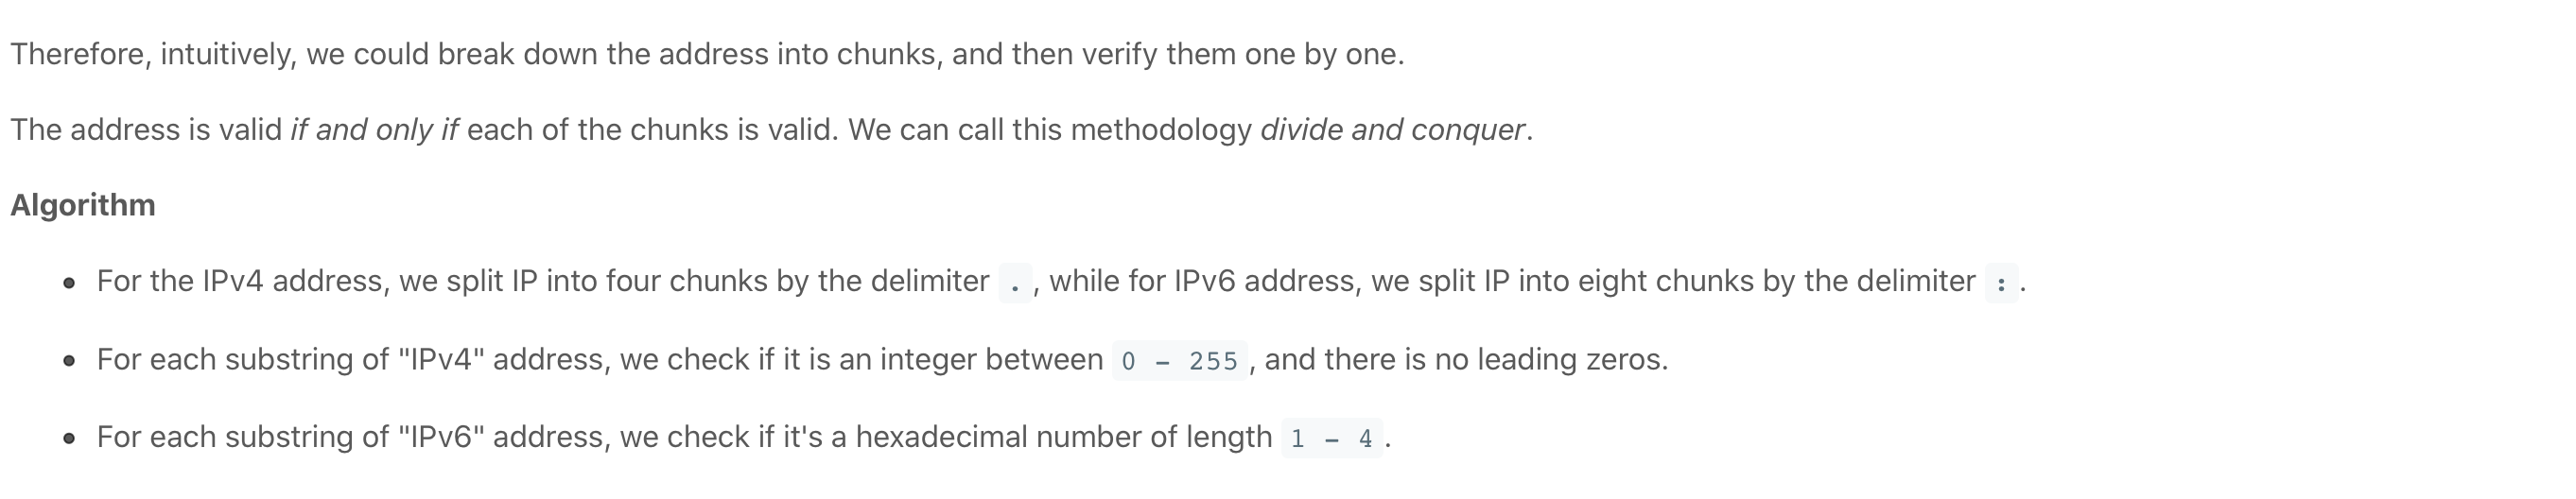 Therefore, intuitively, we could break down the address into chunks, and then verify them one by one.
The address is valid if and only if each of the chunks is valid. We can call this methodology divide and conquer.
Algorithm
• For the IPv4 address, we split IP into four chunks by the delimiter . , while for IPv6 address, we split IP into eight chunks by the delimiter : .
• For each substring of "IPv4" address, we check if it is an integer between 0 - 255 , and there is no leading zeros.
• For each substring of "IPv6" address, we check if it's a hexadecimal number of length 1 - 4 .